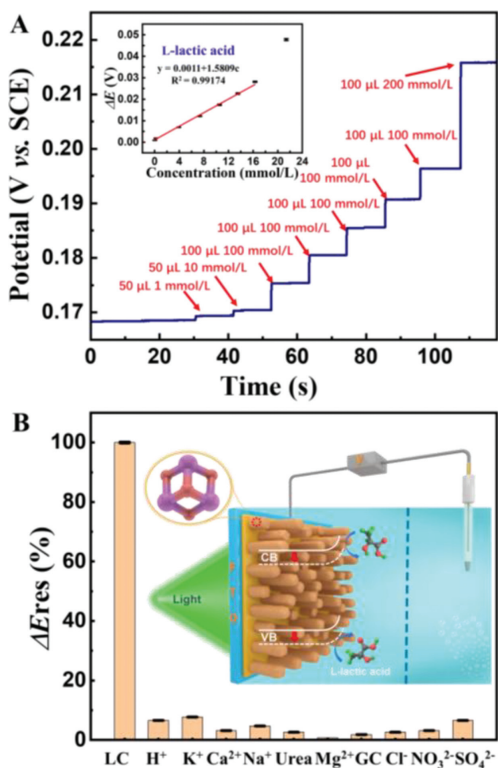 A
0.22
0.21
0.20
0.19
0.18
0.17
Potetial (V vs. SCE)
0 20 40 60 80 100
Time (s)
0.05
0.04
0.03
0.02
0.01
0.00
ΔE (V)
L-lactic acid
y = 0.0011+1.5809c
R² = 0.99174
0 4 8 12 16 20 24
Concentration (mmol/L)
100 μL 200 mmol/L
100 μL 100 mmol/L
100 μL
100 mmol/L
100 μL 100 mmol/L
100 μL 100 mmol/L
100 μL 100 mmol/L
50 μL 10 mmol/L
50 μL 1 mmol/L
B
100
80
60
40
20
0
ΔEres (%)
Light
CB
VB
L-lactic acid
LC H⁺ K⁺ Ca²⁺ Na⁺ Urea Mg²⁺ GC Cl⁻ NO₃²⁻ SO₄²⁻